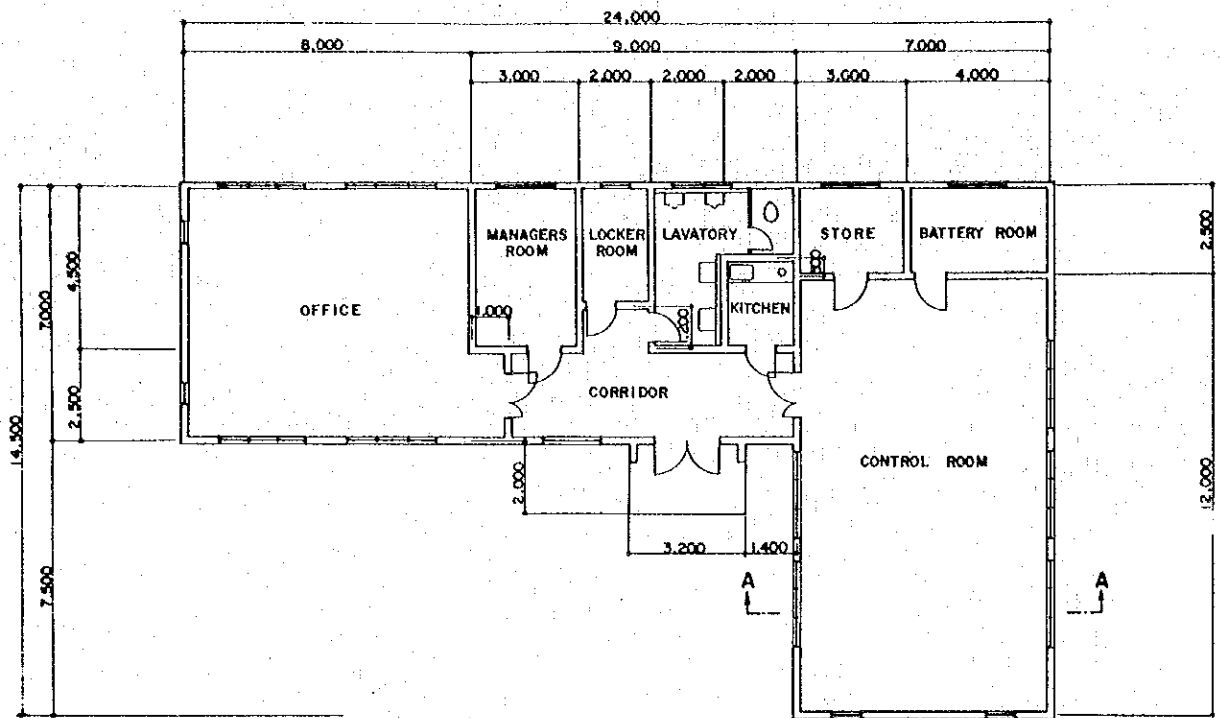 24,000
8,000 9,000 7,000
3,000 2,000 2,000 2,000 3,000 4,000
MANAGERS ROOM
LOCKER ROOM
LAVATORY
STORE
BATTERY ROOM
2,500
4,500
7,000
OFFICE
1,000
KITCHEN
2,500
CORRIDOR
14,500
CONTROL ROOM
12,000
2,000
3,200 1,400
7,500
A A